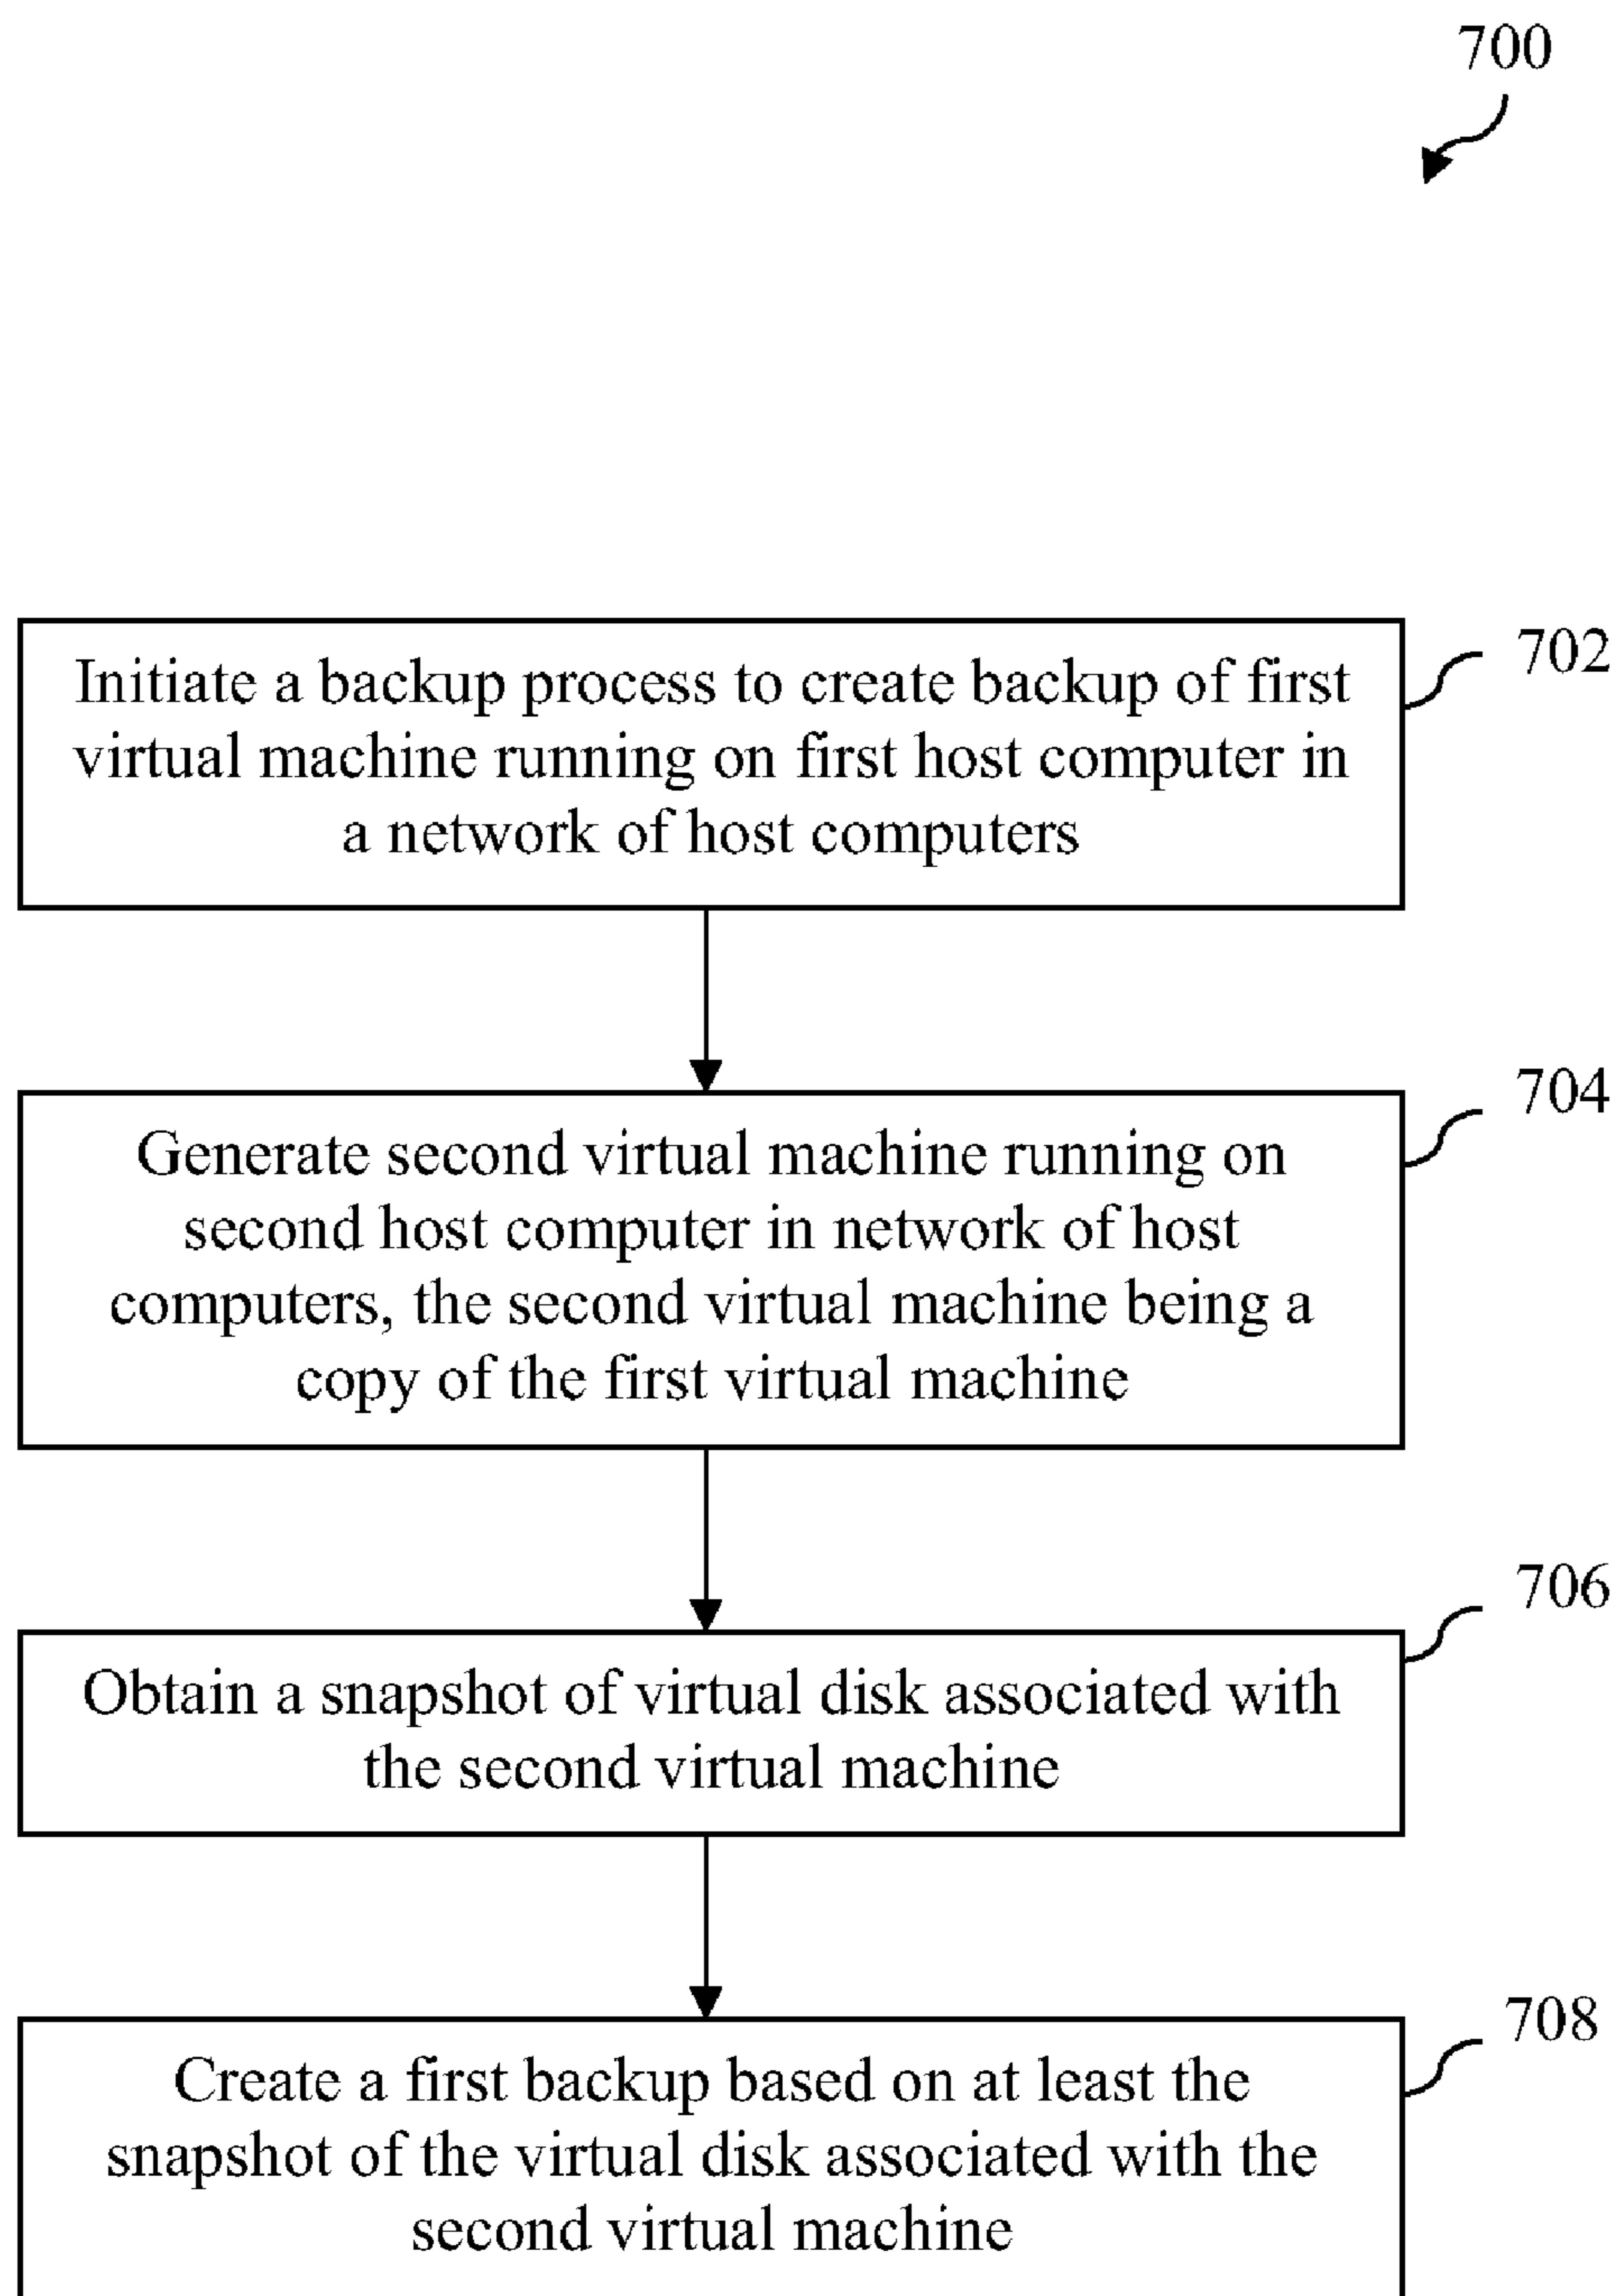 700
Initiate a backup process to create backup of first
virtual machine running on first host computer in
a network of host computers
702
Generate second virtual machine running on
second host computer in network of host
computers, the second virtual machine being a
copy of the first virtual machine
704
Obtain a snapshot of virtual disk associated with
the second virtual machine
706
Create a first backup based on at least the
snapshot of the virtual disk associated with the
second virtual machine
708